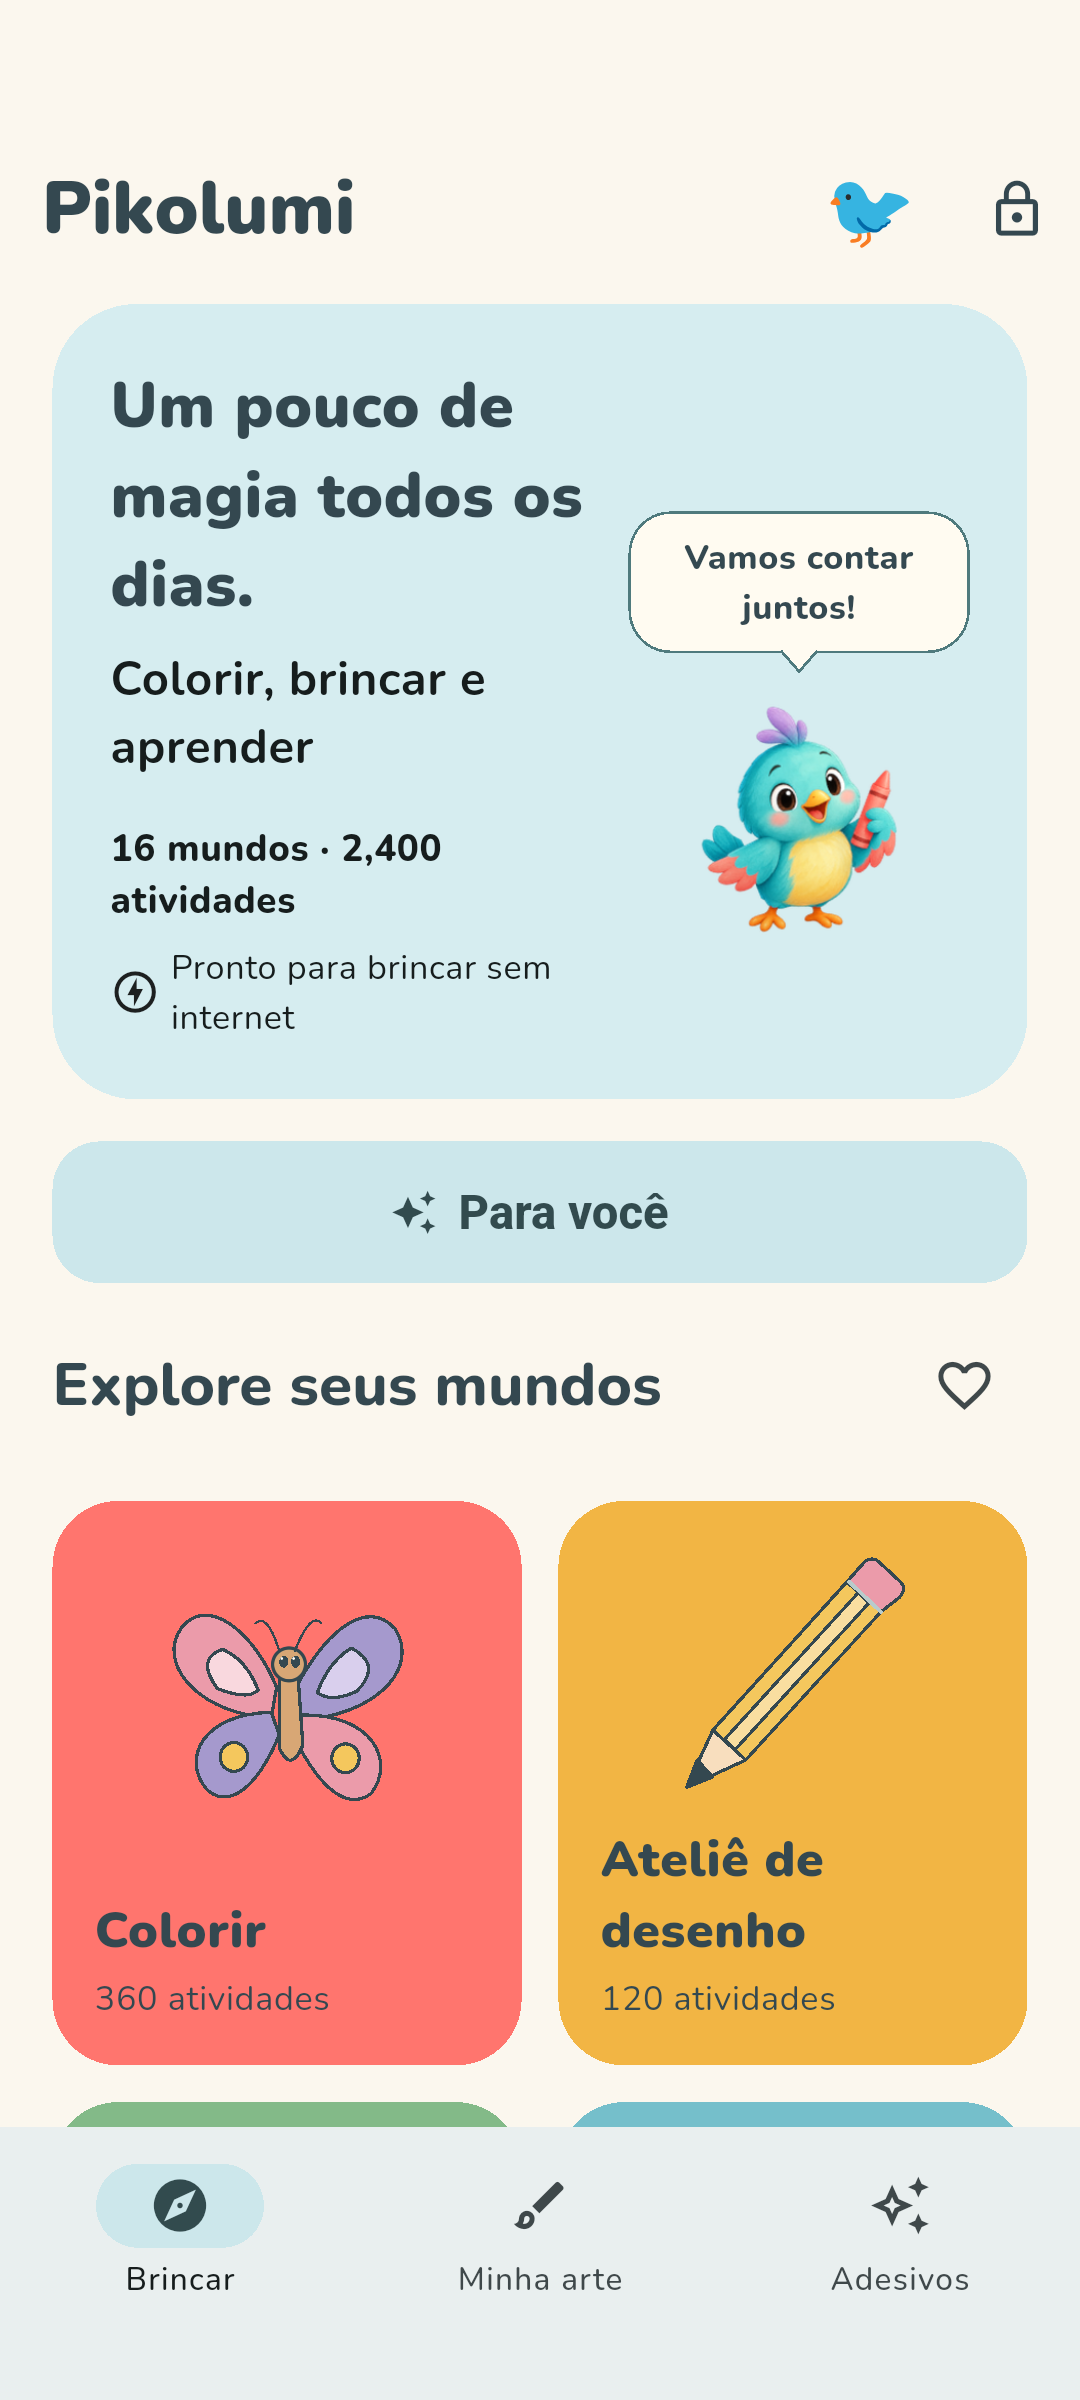 Pikolumi
Um pouco de
magia todos os
dias.
Colorir, brincar e
aprender
16 mundos · 2,400
atividades
Pronto para brincar sem
internet
Vamos contar
juntos!
Para você
Explore seus mundos
Colorir
360 atividades
Ateliê de
desenho
120 atividades
Brincar
Minha arte
Adesivos